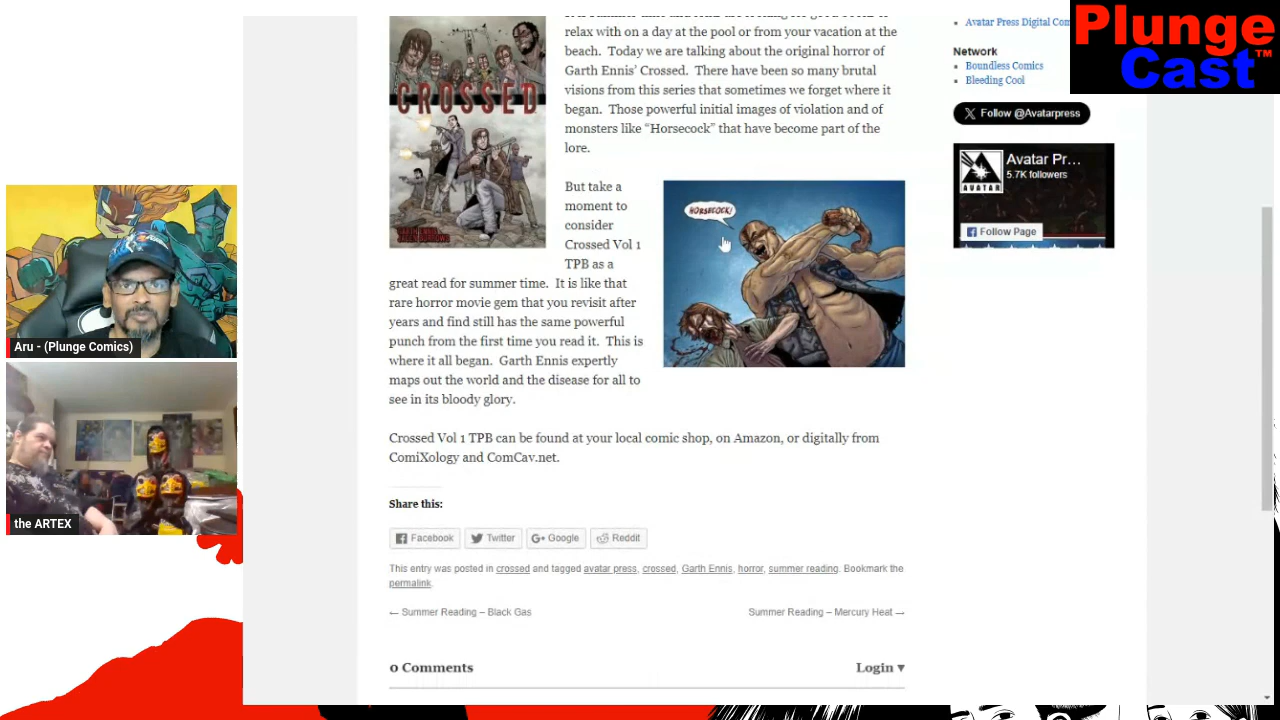 Plunge
Cast™
Aru - (Plunge Comics)
the ARTEX
CROSSED
relax with on a day at the pool or from your vacation at the
beach. Today we are talking about the original horror of
Garth Ennis' Crossed. There have been so many brutal
visions from this series that sometimes we forget where it
began. Those powerful initial images of violation and of
monsters like “Horsecock” that have become part of the
lore.
But take a
moment to
consider
Crossed Vol 1
TPB as a
great read for summer time. It is like that
rare horror movie gem that you revisit after
years and find still has the same powerful
punch from the first time you read it. This is
where it all began. Garth Ennis expertly
maps out the world and the disease for all to
see in its bloody glory.
HORSECOCK!
Crossed Vol 1 TPB can be found at your local comic shop, on Amazon, or digitally from
ComiXology and ComCav.net.
Share this:
Facebook Twitter Google Reddit
This entry was posted in crossed and tagged avatar press, crossed, Garth Ennis, horror, summer reading. Bookmark the
permalink.
← Summer Reading – Black Gas Summer Reading – Mercury Heat →
0 Comments Login ▾
Avatar Press Digital Com
Network
Boundless Comics
Bleeding Cool
Follow @Avatarpress
Avatar Pr...
5.7K followers
AVATAR
Follow Page